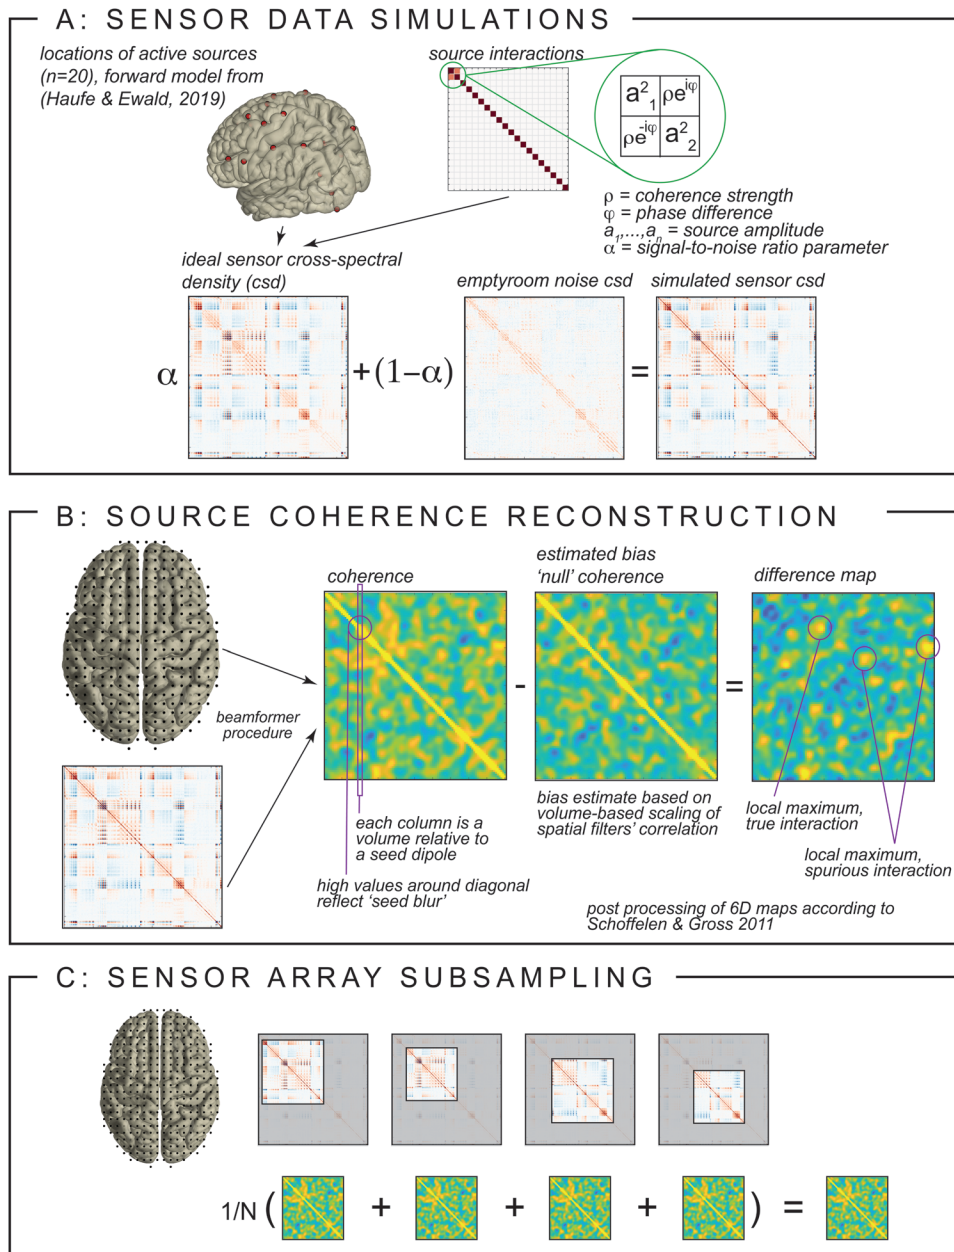 A: SENSOR DATA SIMULATIONS
locations of active sources
(n=20), forward model from
(Haufe & Ewald, 2019)
source interactions
a²₁ ρe^iφ
ρe^-iφ a²₂
ρ = coherence strength
φ = phase difference
a₁,...,aₙ = source amplitude
α = signal-to-noise ratio parameter
ideal sensor cross-spectral
density (csd)
emptyroom noise csd
simulated sensor csd
α + (1−α) =
B: SOURCE COHERENCE RECONSTRUCTION
coherence
estimated bias
'null' coherence
difference map
beamformer
procedure
- =
each column is a
volume relative to
a seed dipole
high values around diagonal
reflect 'seed blur'
bias estimate based on
volume-based scaling of
spatial filters' correlation
local maximum,
true interaction
local maximum,
spurious interaction
post processing of 6D maps according to
Schoffelen & Gross 2011
C: SENSOR ARRAY SUBSAMPLING
1/N ( + + + ) =